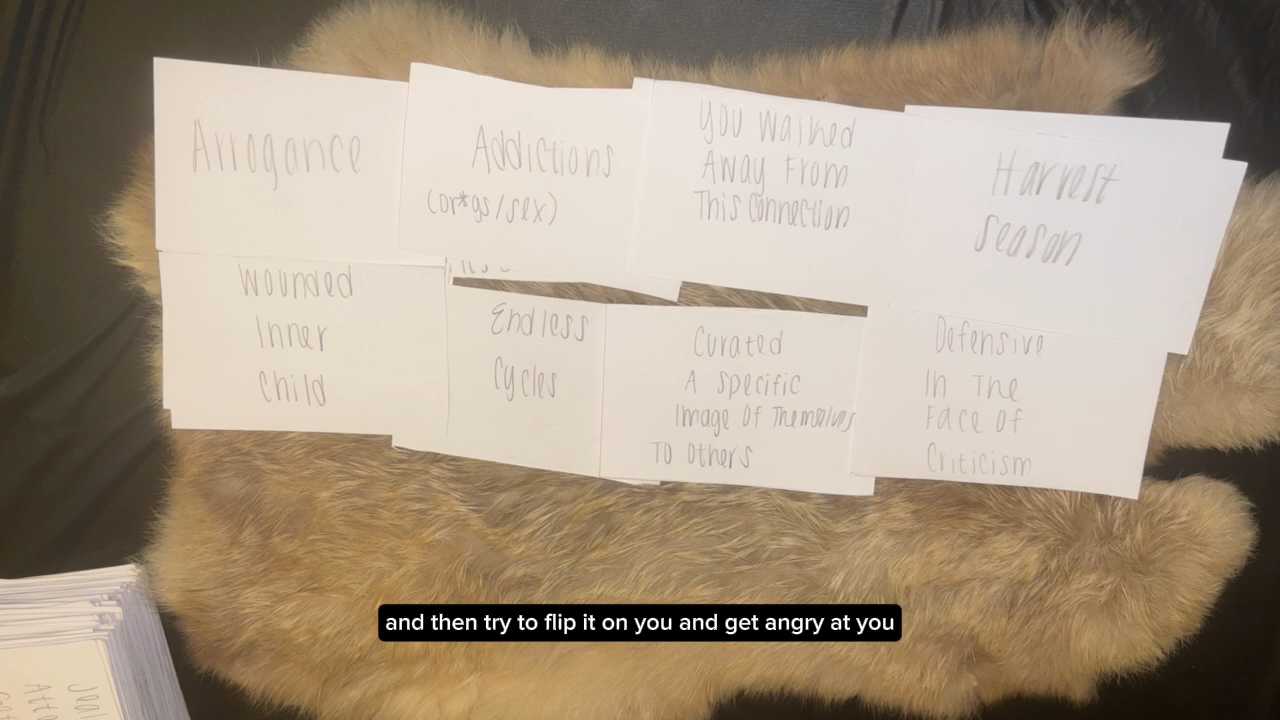 Arrogance
Addictions
(Dr*gs/sex)
You Walked
Away From
This Connection
Harvest
Season
Wounded
Inner
Child
Endless
Cycles
Curated
A Specific
Image Of Themselves
To Others
Defensive
In The
Face Of
Criticism
and then try to flip it on you and get angry at you